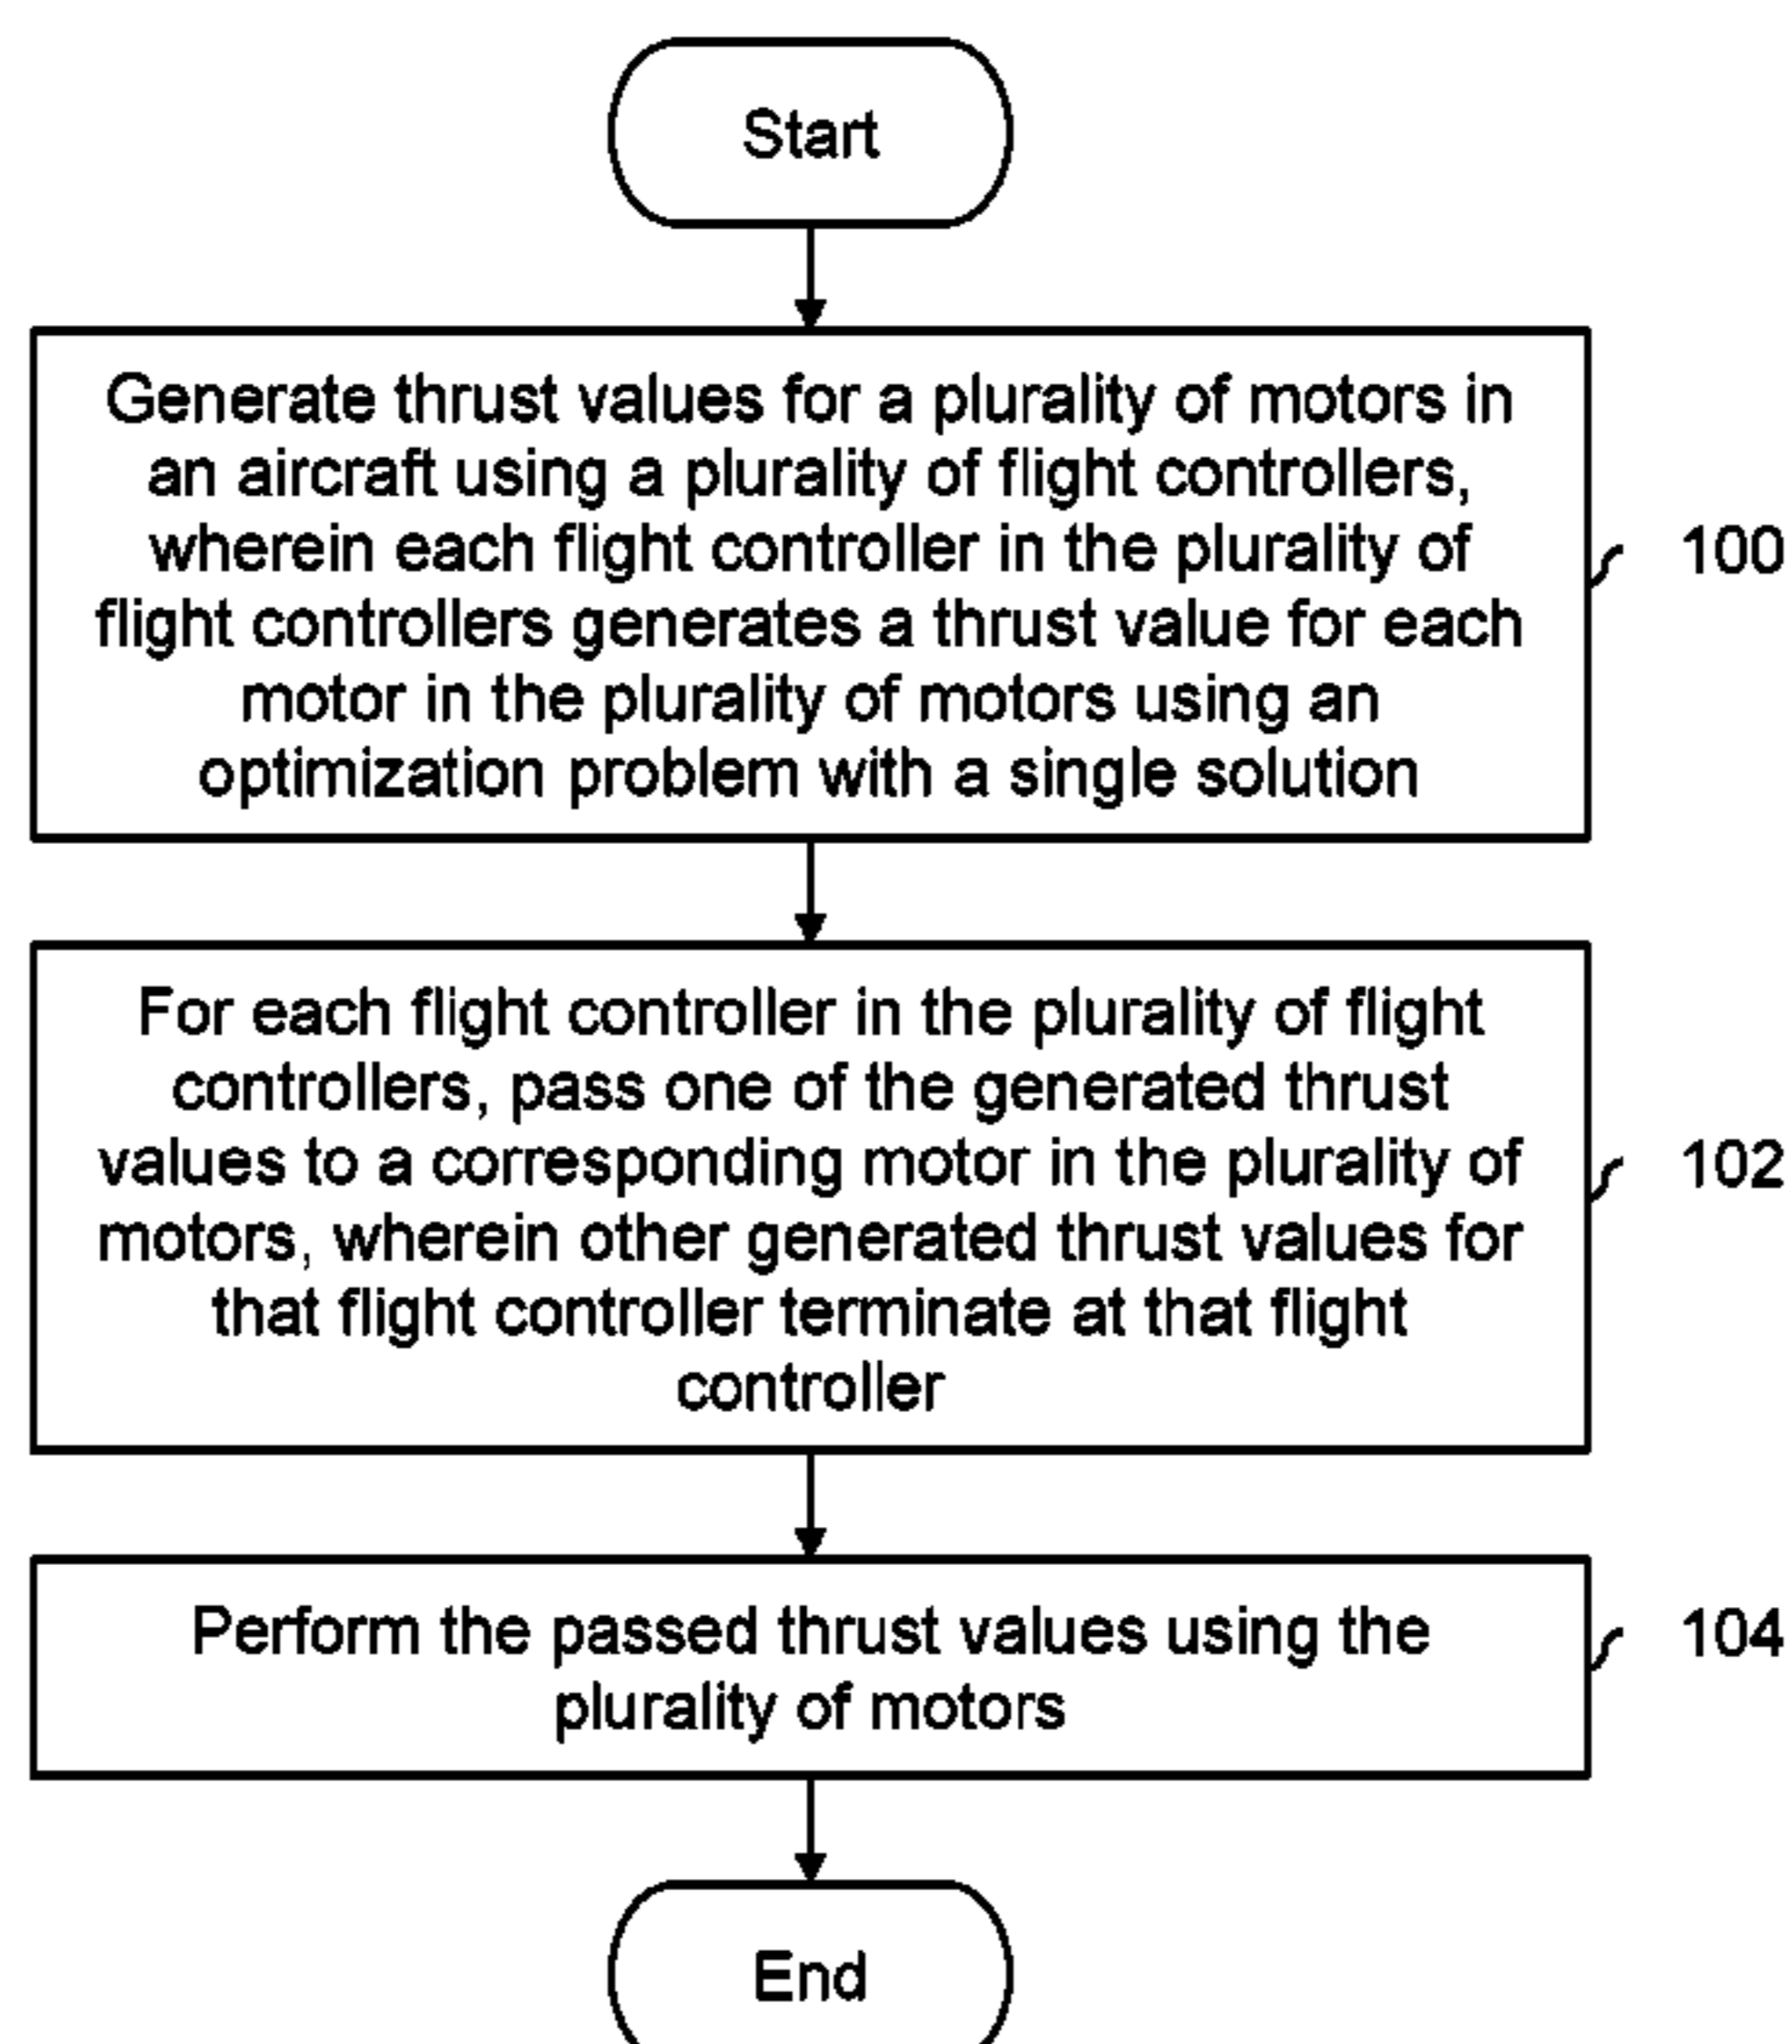 Start
Generate thrust values for a plurality of motors in
an aircraft using a plurality of flight controllers,
wherein each flight controller in the plurality of
flight controllers generates a thrust value for each
motor in the plurality of motors using an
optimization problem with a single solution
100
For each flight controller in the plurality of flight
controllers, pass one of the generated thrust
values to a corresponding motor in the plurality of
motors, wherein other generated thrust values for
that flight controller terminate at that flight
controller
102
Perform the passed thrust values using the
plurality of motors
104
End